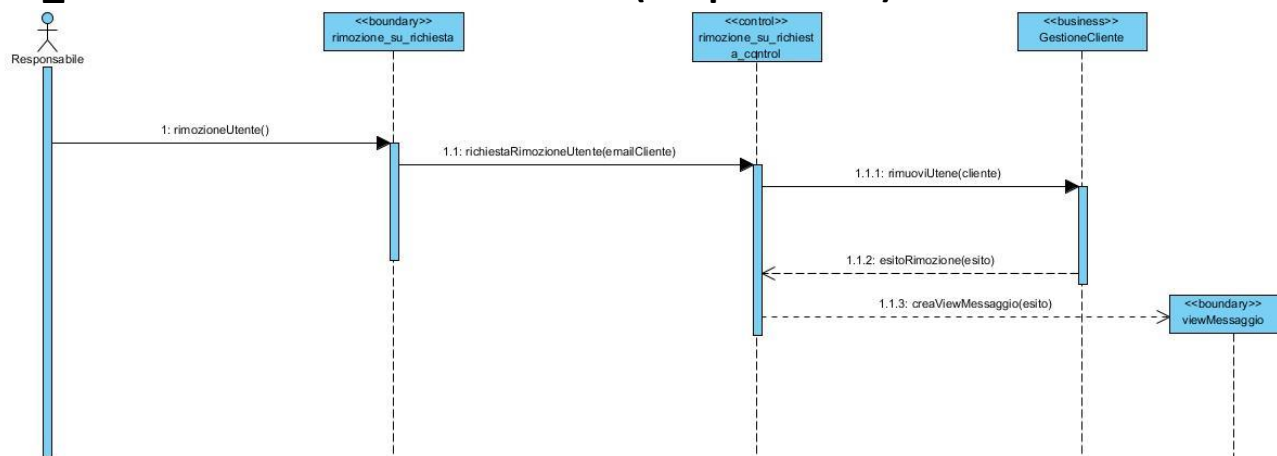 <<boundary>>
rimozione_su_richiesta
<<control>>
rimozione_su_richiest
a_control
<<business>>
GestioneCliente
Responsabile
1: rimozioneUtente()
1.1: richiestaRimozioneUtente(emailCliente)
1.1.1: rimuoviUtene(cliente)
1.1.2: esitoRimozione(esito)
1.1.3: creaViewMessaggio(esito)
<<boundary>>
viewMessaggio